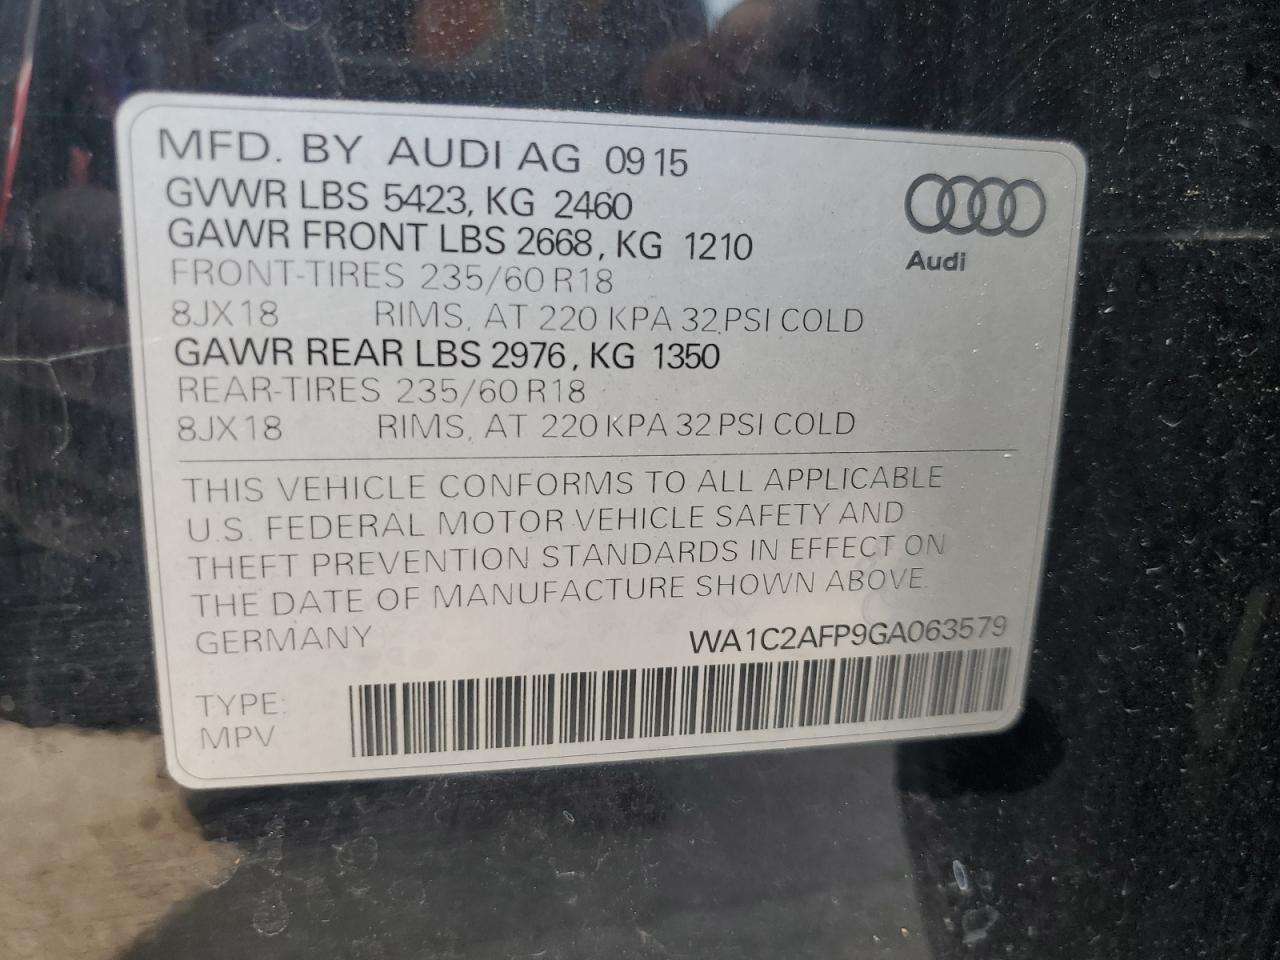 MFD. BY AUDI AG 09 15
GVWR LBS 5423, KG 2460
GAWR FRONT LBS 2668, KG 1210
FRONT-TIRES 235/60 R18
8JX18 RIMS, AT 220 KPA 32 PSI COLD
GAWR REAR LBS 2976, KG 1350
REAR-TIRES 235/60 R18
8JX18 RIMS, AT 220 KPA 32 PSI COLD
Audi
THIS VEHICLE CONFORMS TO ALL APPLICABLE
U.S. FEDERAL MOTOR VEHICLE SAFETY AND
THEFT PREVENTION STANDARDS IN EFFECT ON
THE DATE OF MANUFACTURE SHOWN ABOVE.
GERMANY WA1C2AFP9GA063579
TYPE:
MPV